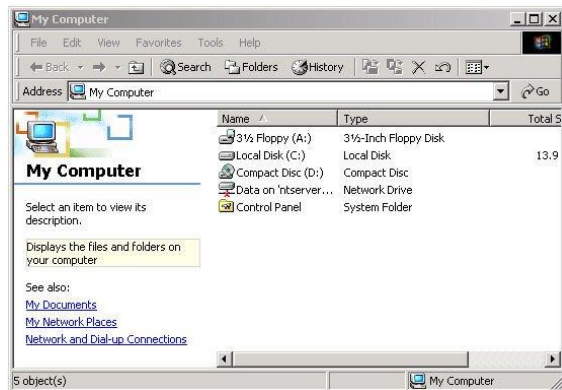 My Computer
File Edit View Favorites Tools Help
Back Search Folders History
Address My Computer Go
Name Type Total S
3½ Floppy (A:) 3½-Inch Floppy Disk
Local Disk (C:) Local Disk 13.9
Compact Disc (D:) Compact Disc
Data on 'ntserver... Network Drive
Control Panel System Folder
My Computer
Select an item to view its
description.
Displays the files and folders on
your computer
See also:
My Documents
My Network Places
Network and Dial-up Connections
5 object(s) My Computer